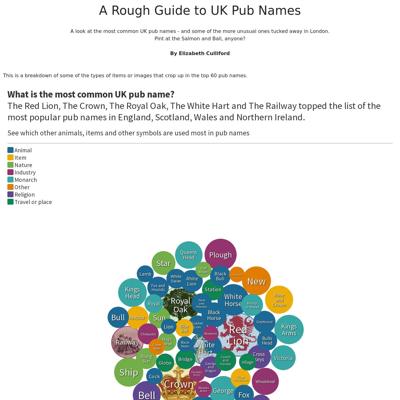 A Rough Guide to UK Pub Names
A look at the most common UK pub names - and some of the more unusual ones tucked away in London.
Pint at the Salmon and Ball, anyone?
By Elizabeth Culliford
This is a breakdown of some of the types of items or images that crop up in the top 60 pub names.
What is the most common UK pub name?
The Red Lion, The Crown, The Royal Oak, The White Hart and The Railway topped the list of the
most popular pub names in England, Scotland, Wales and Northern Ireland.
See which other animals, items and other symbols are used most in pub names
Animal
Item
Nature
Industry
Monarch
Other
Religion
Travel or place
Queens
Head
Plough
Star
Lamb
White
Swan
Black
Bull
New
Kings
Head
Royal
Oak
White
Horse
Station
Bull
Sun
Lion
Black
Horse
Red
Lion
Kings
Arms
Railway
White
Hart
Cross
Keys
Victoria
Globe
Bridge
Ship
Cock
Crown
Bell
George
Fox